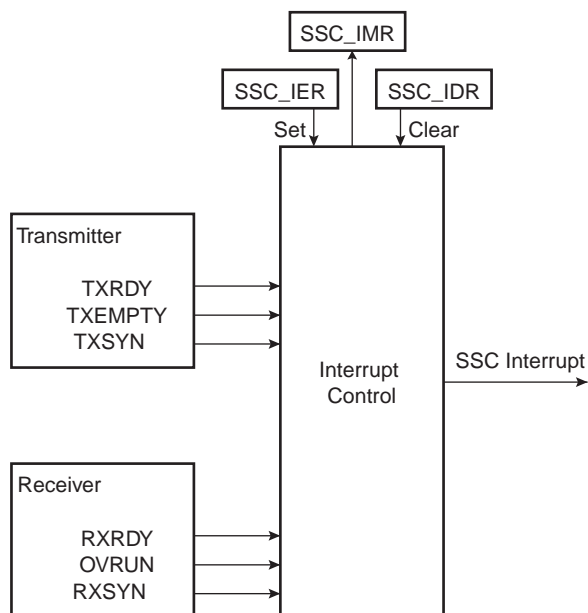 SSC_IMR
SSC_IER
SSC_IDR
Set
Clear
Transmitter
TXRDY
TXEMPTY
TXSYN
Interrupt
Control
SSC Interrupt
Receiver
RXRDY
OVRUN
RXSYN